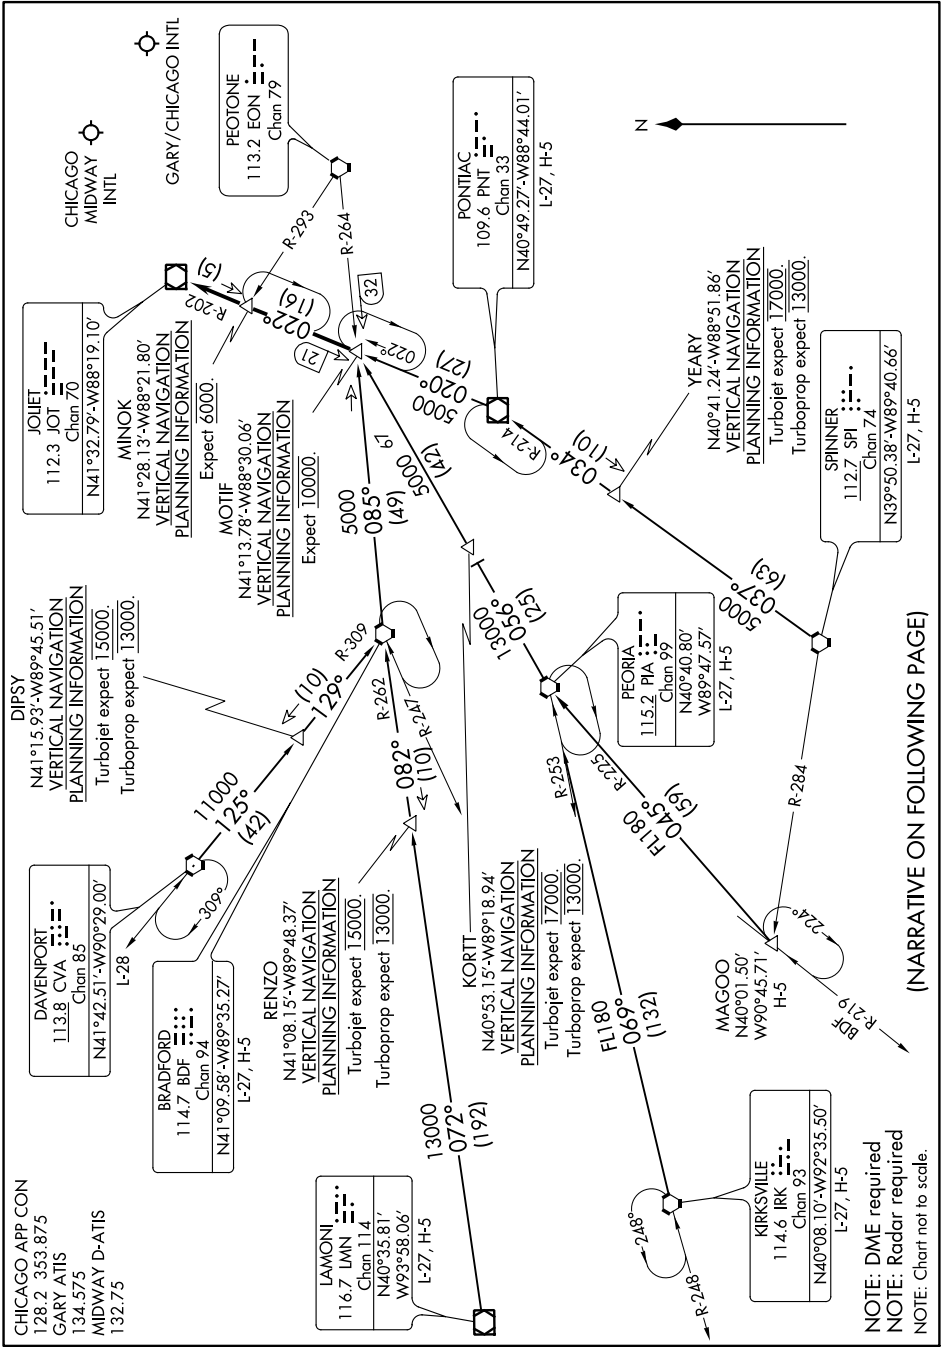 CHICAGO APP CON
128.2 353.875
GARY ATIS
134.575
MIDWAY D-ATIS
132.75
DAVENPORT
113.8 CVA
Chan 85
N41°42.51'-W90°29.00'
L-28
309°
11000
125°
(42)
DIPSY
N41°15.93'-W89°45.51'
VERTICAL NAVIGATION
PLANNING INFORMATION
Turbojet expect 15000.
Turboprop expect 13000.
(10)
129°
R-309
BRADFORD
114.7 BDF
Chan 94
N41°09.58'-W89°35.27'
L-27, H-5
JOLIET
112.3 JOT
Chan 70
N41°32.79'-W88°19.10'
MINOK
N41°28.13'-W88°21.80'
VERTICAL NAVIGATION
PLANNING INFORMATION
Expect 6000.
MOTIF
N41°13.78'-W88°30.06'
VERTICAL NAVIGATION
PLANNING INFORMATION
Expect 10000.
CHICAGO
MIDWAY
INTL
GARY/CHICAGO INTL
PEOTONE
113.2 EON
Chan 79
R-293
R-264
R-202
(5)
022°
(16)
21
32
022°
5000
085°
(49)
R-262
R-247
082°
(10)
RENZO
N41°08.15'-W89°48.37'
VERTICAL NAVIGATION
PLANNING INFORMATION
Turbojet expect 15000.
Turboprop expect 13000.
LAMONI
116.7 LMN
Chan 114
N40°35.81'
W93°58.06'
L-27, H-5
13000
072°
(192)
KORTT
N40°53.15'-W89°18.94'
VERTICAL NAVIGATION
PLANNING INFORMATION
Turbojet expect 17000.
Turboprop expect 13000.
67
5000
(42)
13000
056°
(25)
5000
020°
(27)
PONTIAC
109.6 PNT
Chan 33
N40°49.27'-W88°44.01'
L-27, H-5
R-214
034°
(10)
YEARY
N40°41.24'-W88°51.86'
VERTICAL NAVIGATION
PLANNING INFORMATION
Turbojet expect 17000.
Turboprop expect 13000.
N
PEORIA
115.2 PIA
Chan 99
N40°40.80'
W89°47.57'
L-27, H-5
R-253
R-225
FL180
045°
(59)
FL180
069°
(132)
5000
037°
(63)
SPINNER
112.7 SPI
Chan 74
N39°50.38'-W89°40.66'
L-27, H-5
R-284
MAGOO
N40°01.50'
W90°45.71'
H-5
224°
R-219
BDF
KIRKSVILLE
114.6 IRK
Chan 93
N40°08.10'-W92°35.50'
L-27, H-5
248°
R-248
NOTE: DME required
NOTE: Radar required
NOTE: Chart not to scale.
(NARRATIVE ON FOLLOWING PAGE)